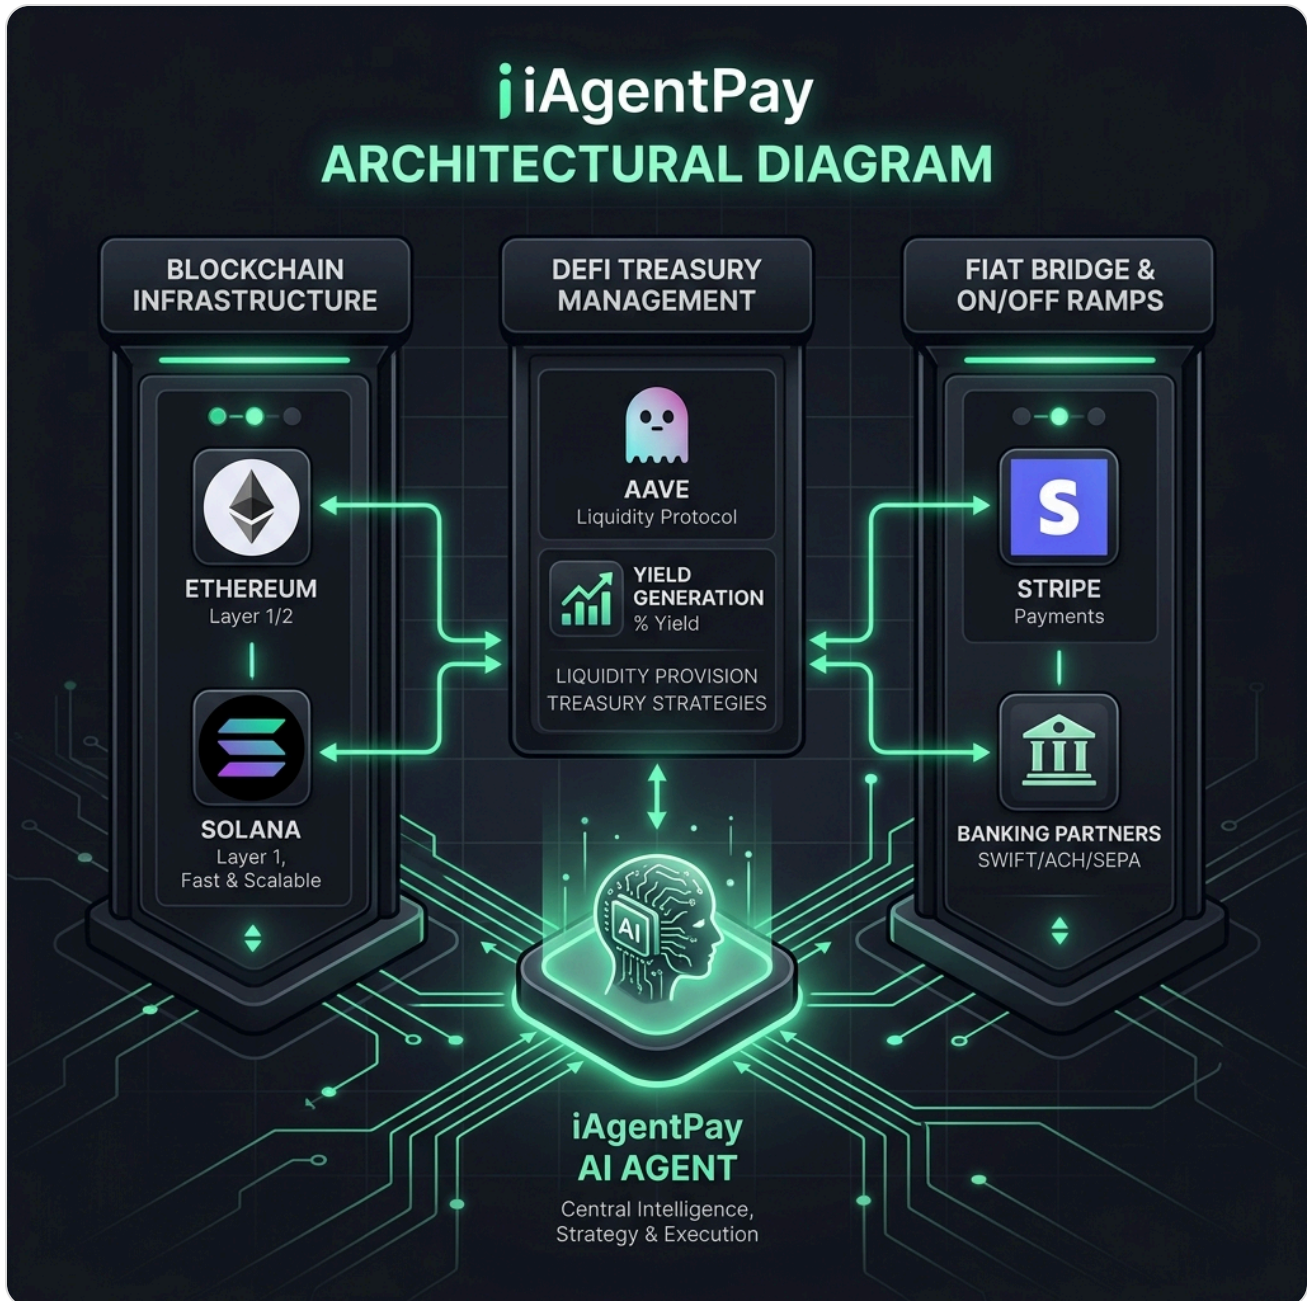 iAgentPay
ARCHITECTURAL DIAGRAM
BLOCKCHAIN
INFRASTRUCTURE
ETHEREUM
Layer 1/2
SOLANA
Layer 1,
Fast & Scalable
DEFI TREASURY
MANAGEMENT
AAVE
Liquidity Protocol
YIELD
GENERATION
% Yield
LIQUIDITY PROVISION
TREASURY STRATEGIES
FIAT BRIDGE &
ON/OFF RAMPS
S
STRIPE
Payments
BANKING PARTNERS
SWIFT/ACH/SEPA
AI
iAgentPay
AI AGENT
Central Intelligence,
Strategy & Execution